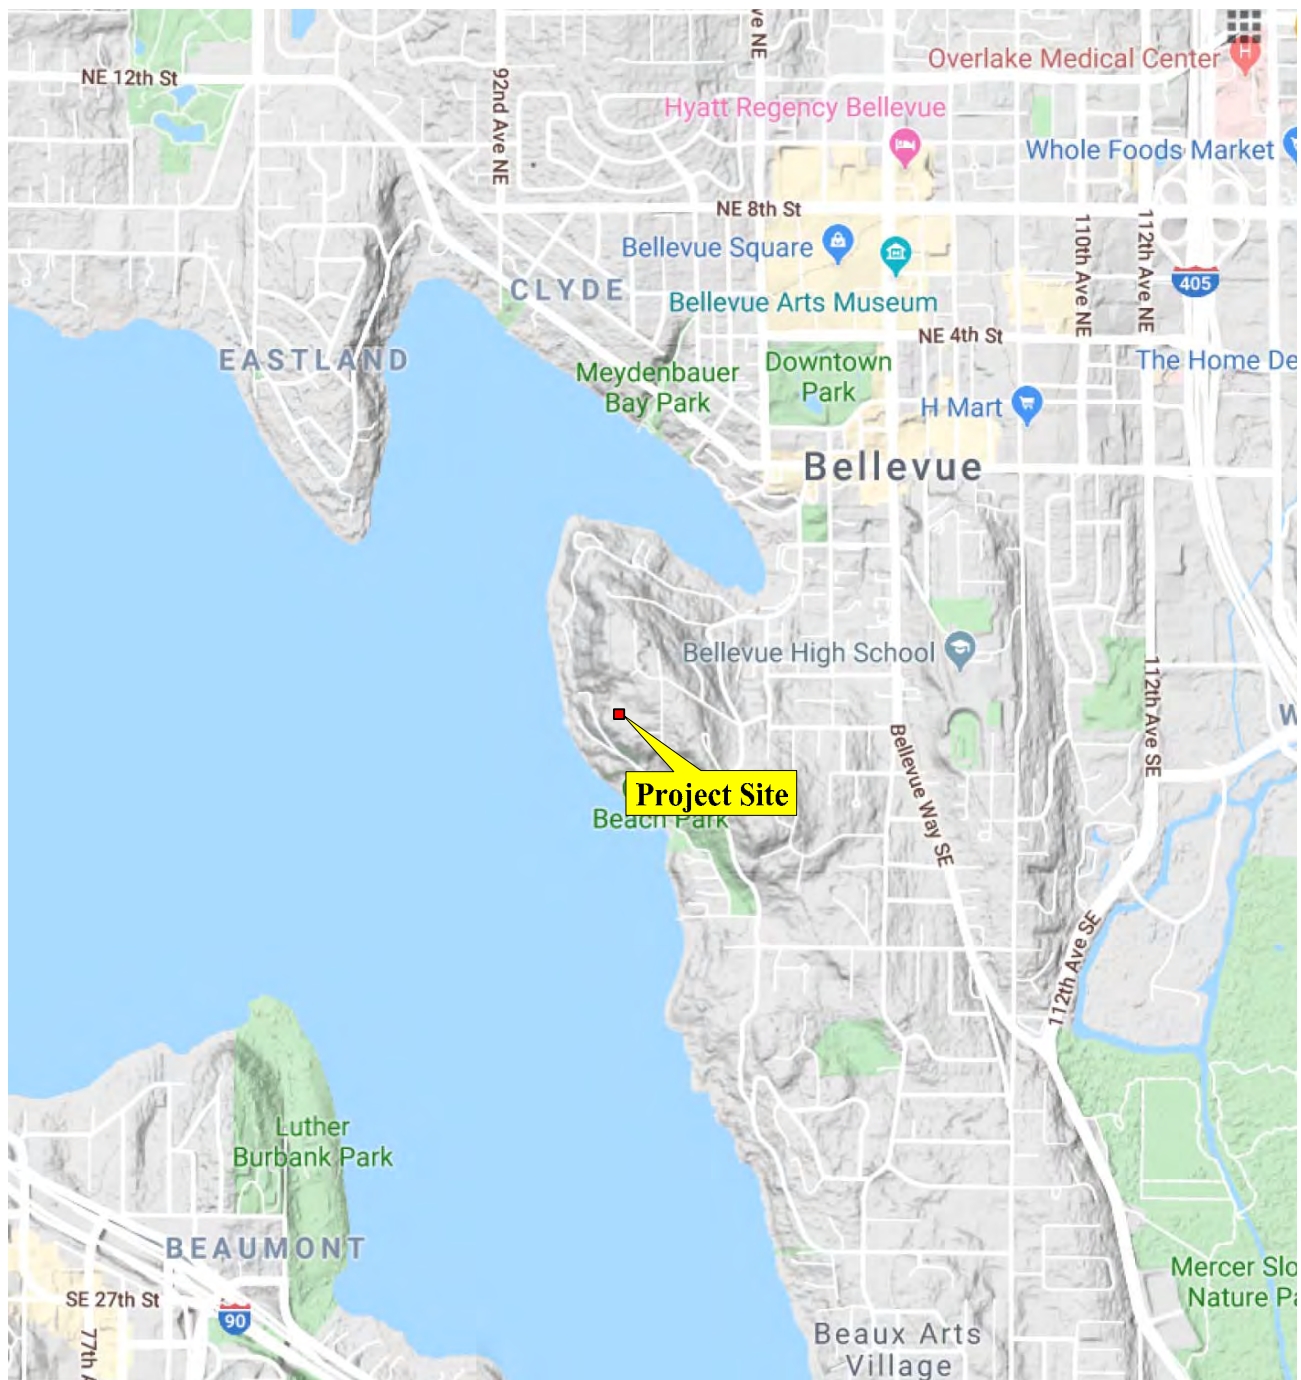 ve NE
Overlake Medical Center
H
NE 12th St
92nd Ave NE
Hyatt Regency Bellevue
Whole Foods Market
NE 8th St
110th Ave NE
112th Ave NE
Bellevue Square
CLYDE
405
Bellevue Arts Museum
NE 4th St
EASTLAND
Meydenbauer
Bay Park
Downtown
Park
The Home De
H Mart
Bellevue
Bellevue High School
112th Ave SE
W
Bellevue Way SE
Project Site
Beach Park
112th Ave SE
Luther
Burbank Park
BEAUMONT
Mercer Slo
Nature Pa
SE 27th St
90
77th A
Beaux Arts
Village